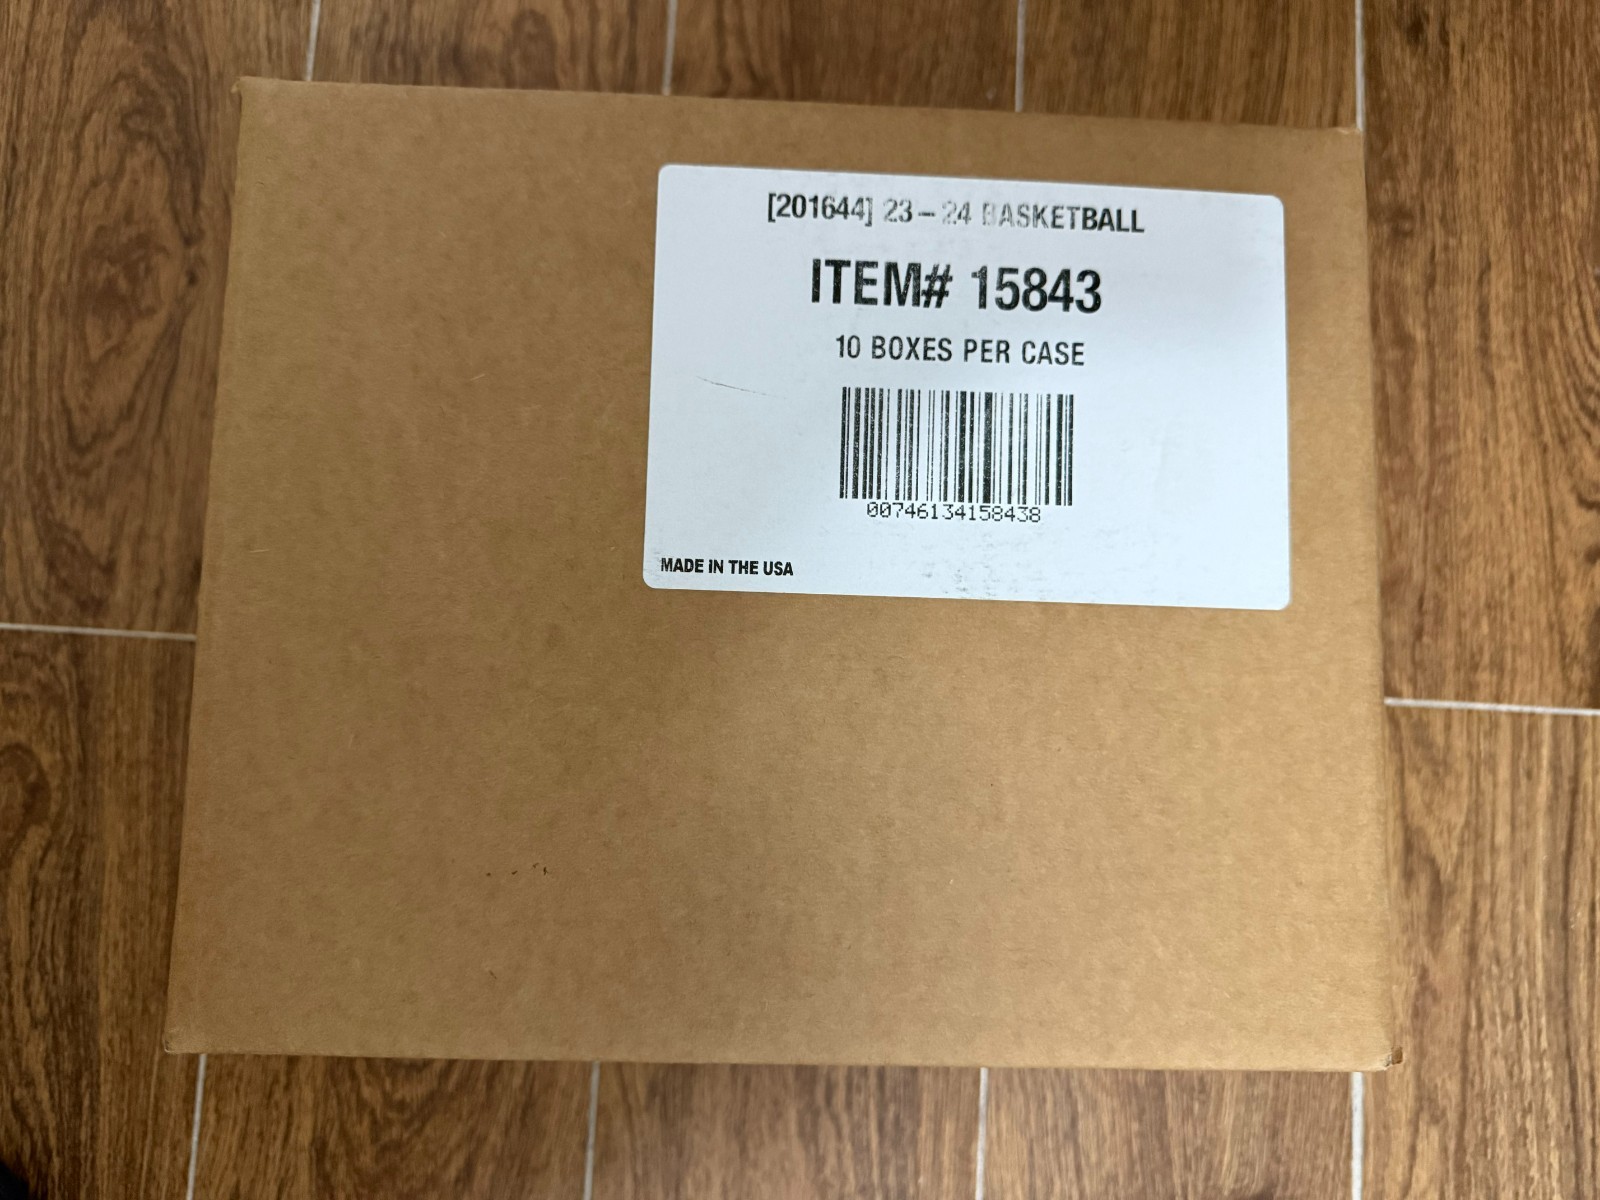 [201644] 23-24 BASKETBALL
ITEM# 15843
10 BOXES PER CASE
00746134158438
MADE IN THE USA